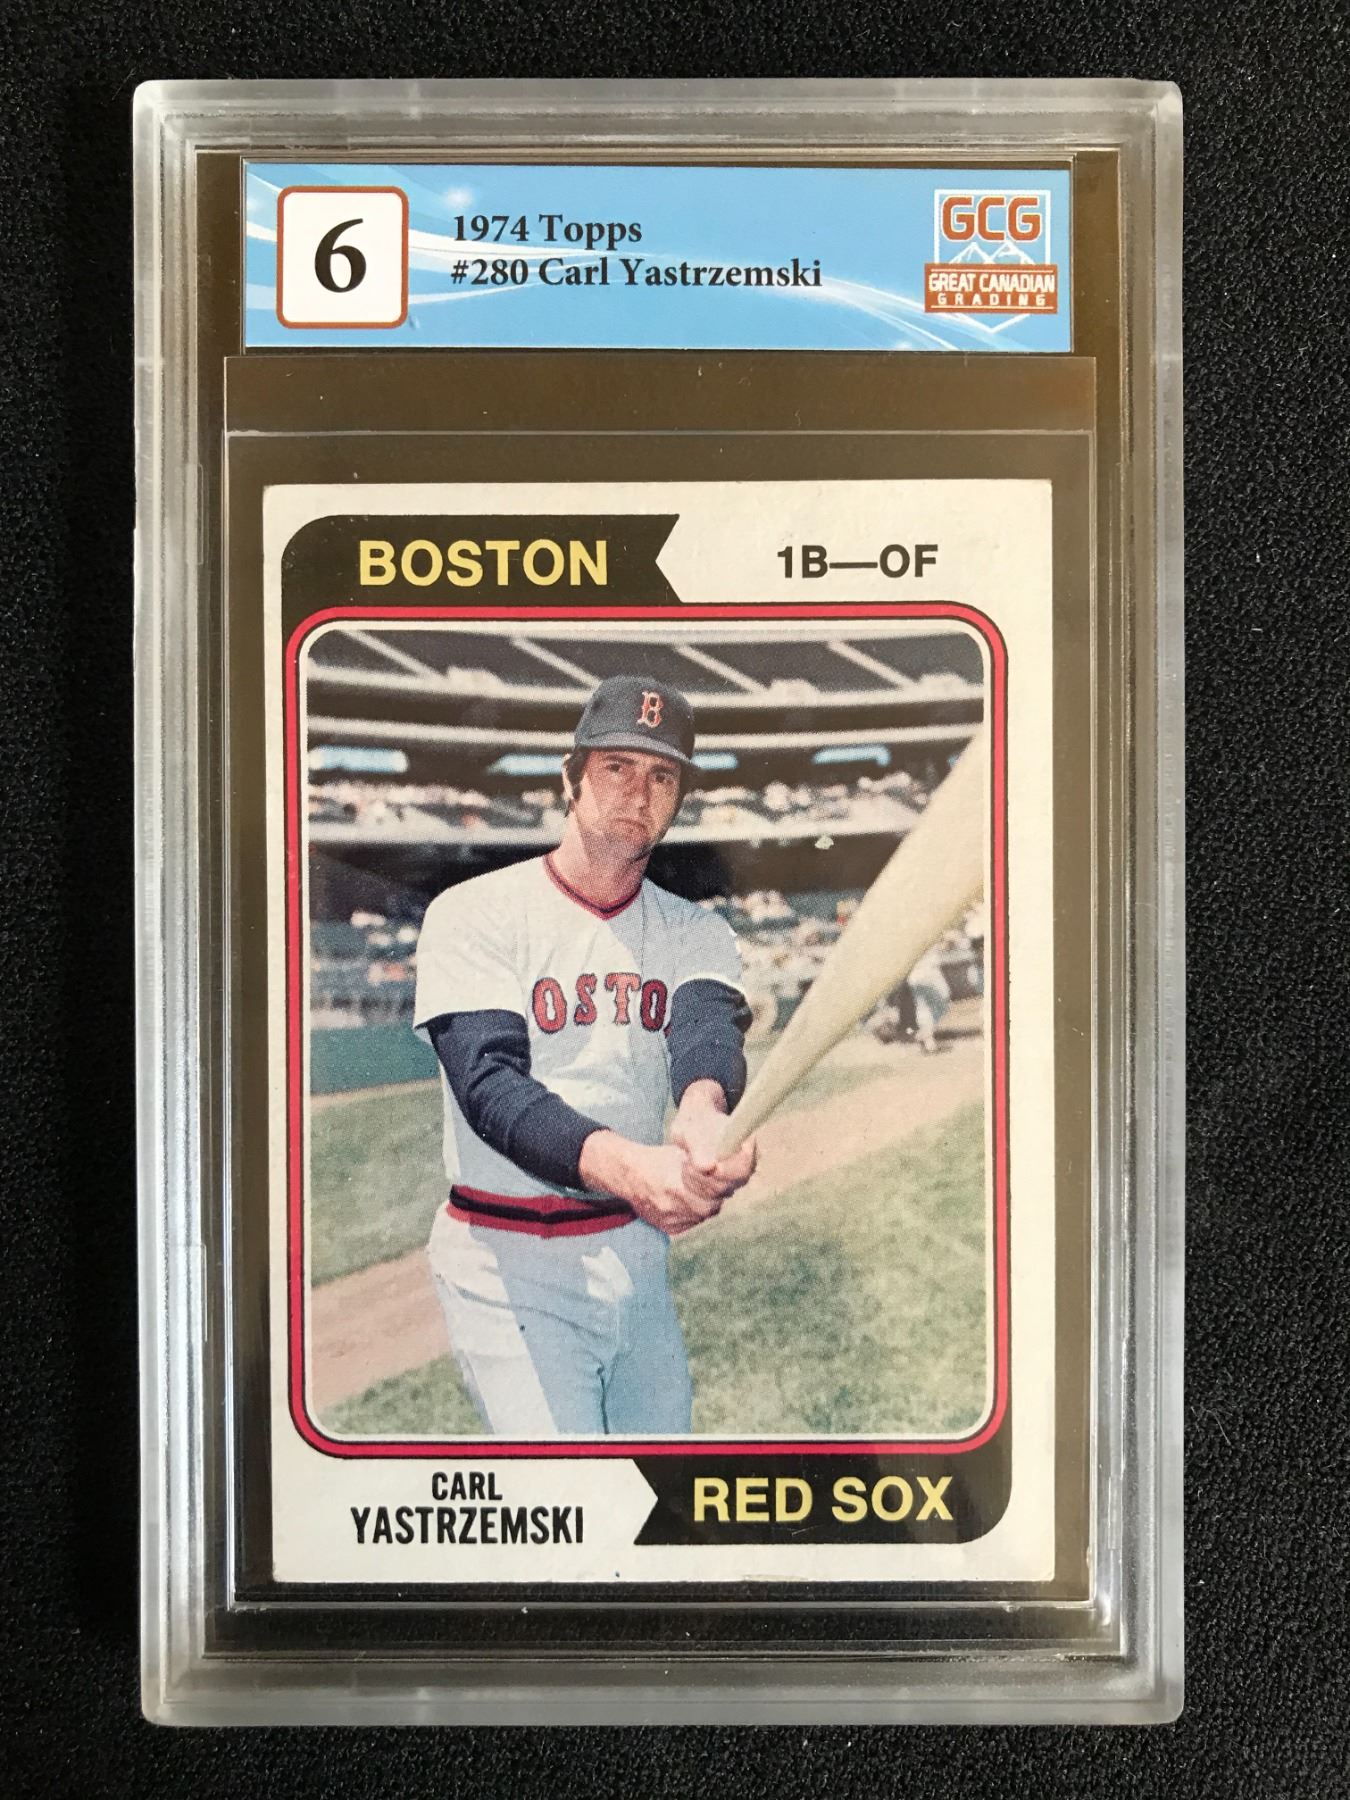 6
1974 Topps
#280 Carl Yastrzemski
GCG
GREAT CANADIAN
GRADING
BOSTON
1B—OF
B
OSTO
CARL
YASTRZEMSKI
RED SOX